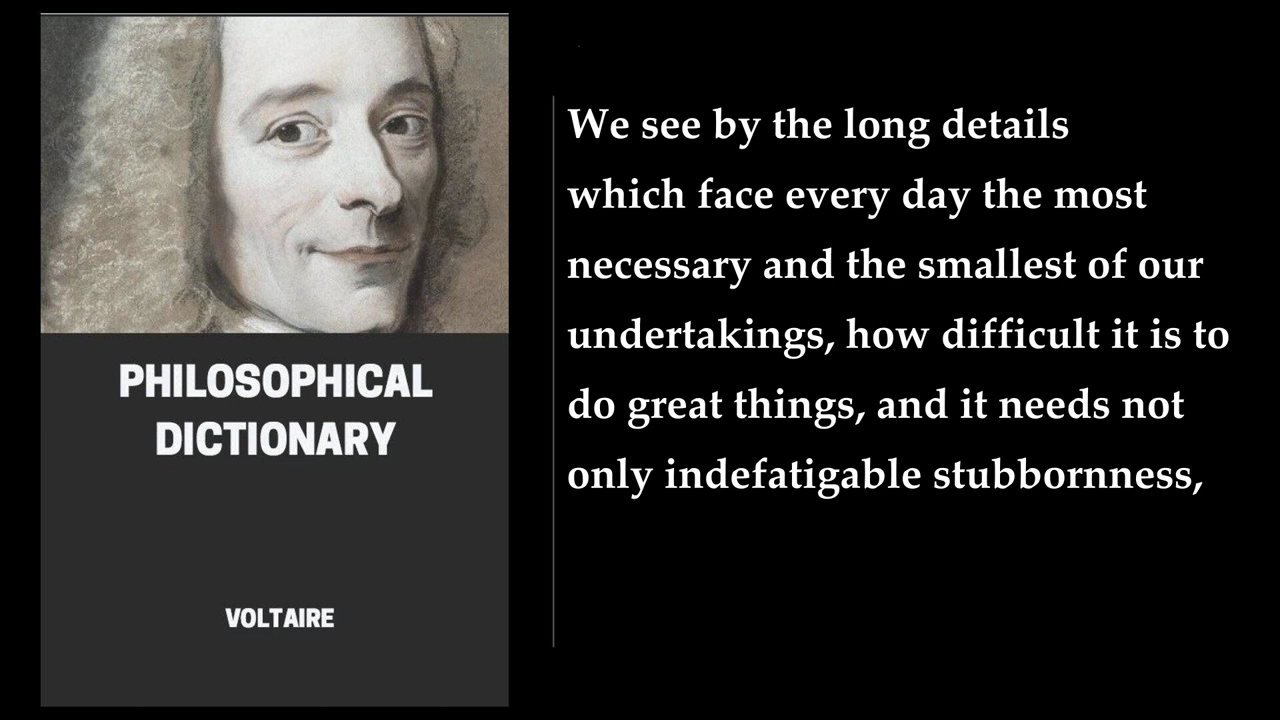 PHILOSOPHICAL
DICTIONARY
VOLTAIRE
We see by the long details
which face every day the most
necessary and the smallest of our
undertakings, how difficult it is to
do great things, and it needs not
only indefatigable stubbornness,